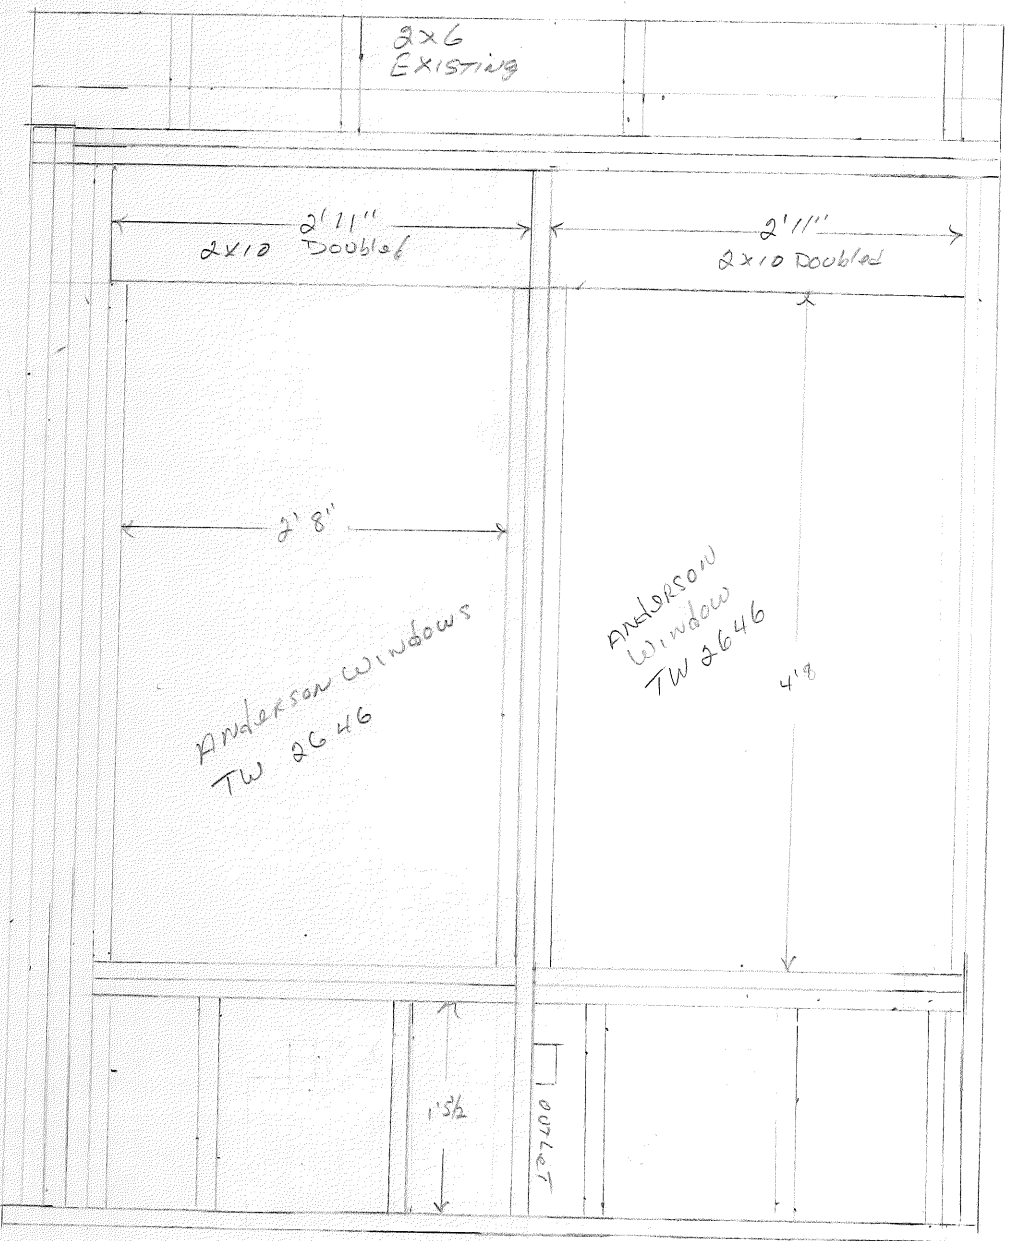 2x6
EXISTING
2' 11"
2x10 Doubled
2' 11"
2x10 Doubled
2' 8"
Anderson Windows
TW 2646
Anderson
Window
TW 2646
4'8
1'5½
OUTLET